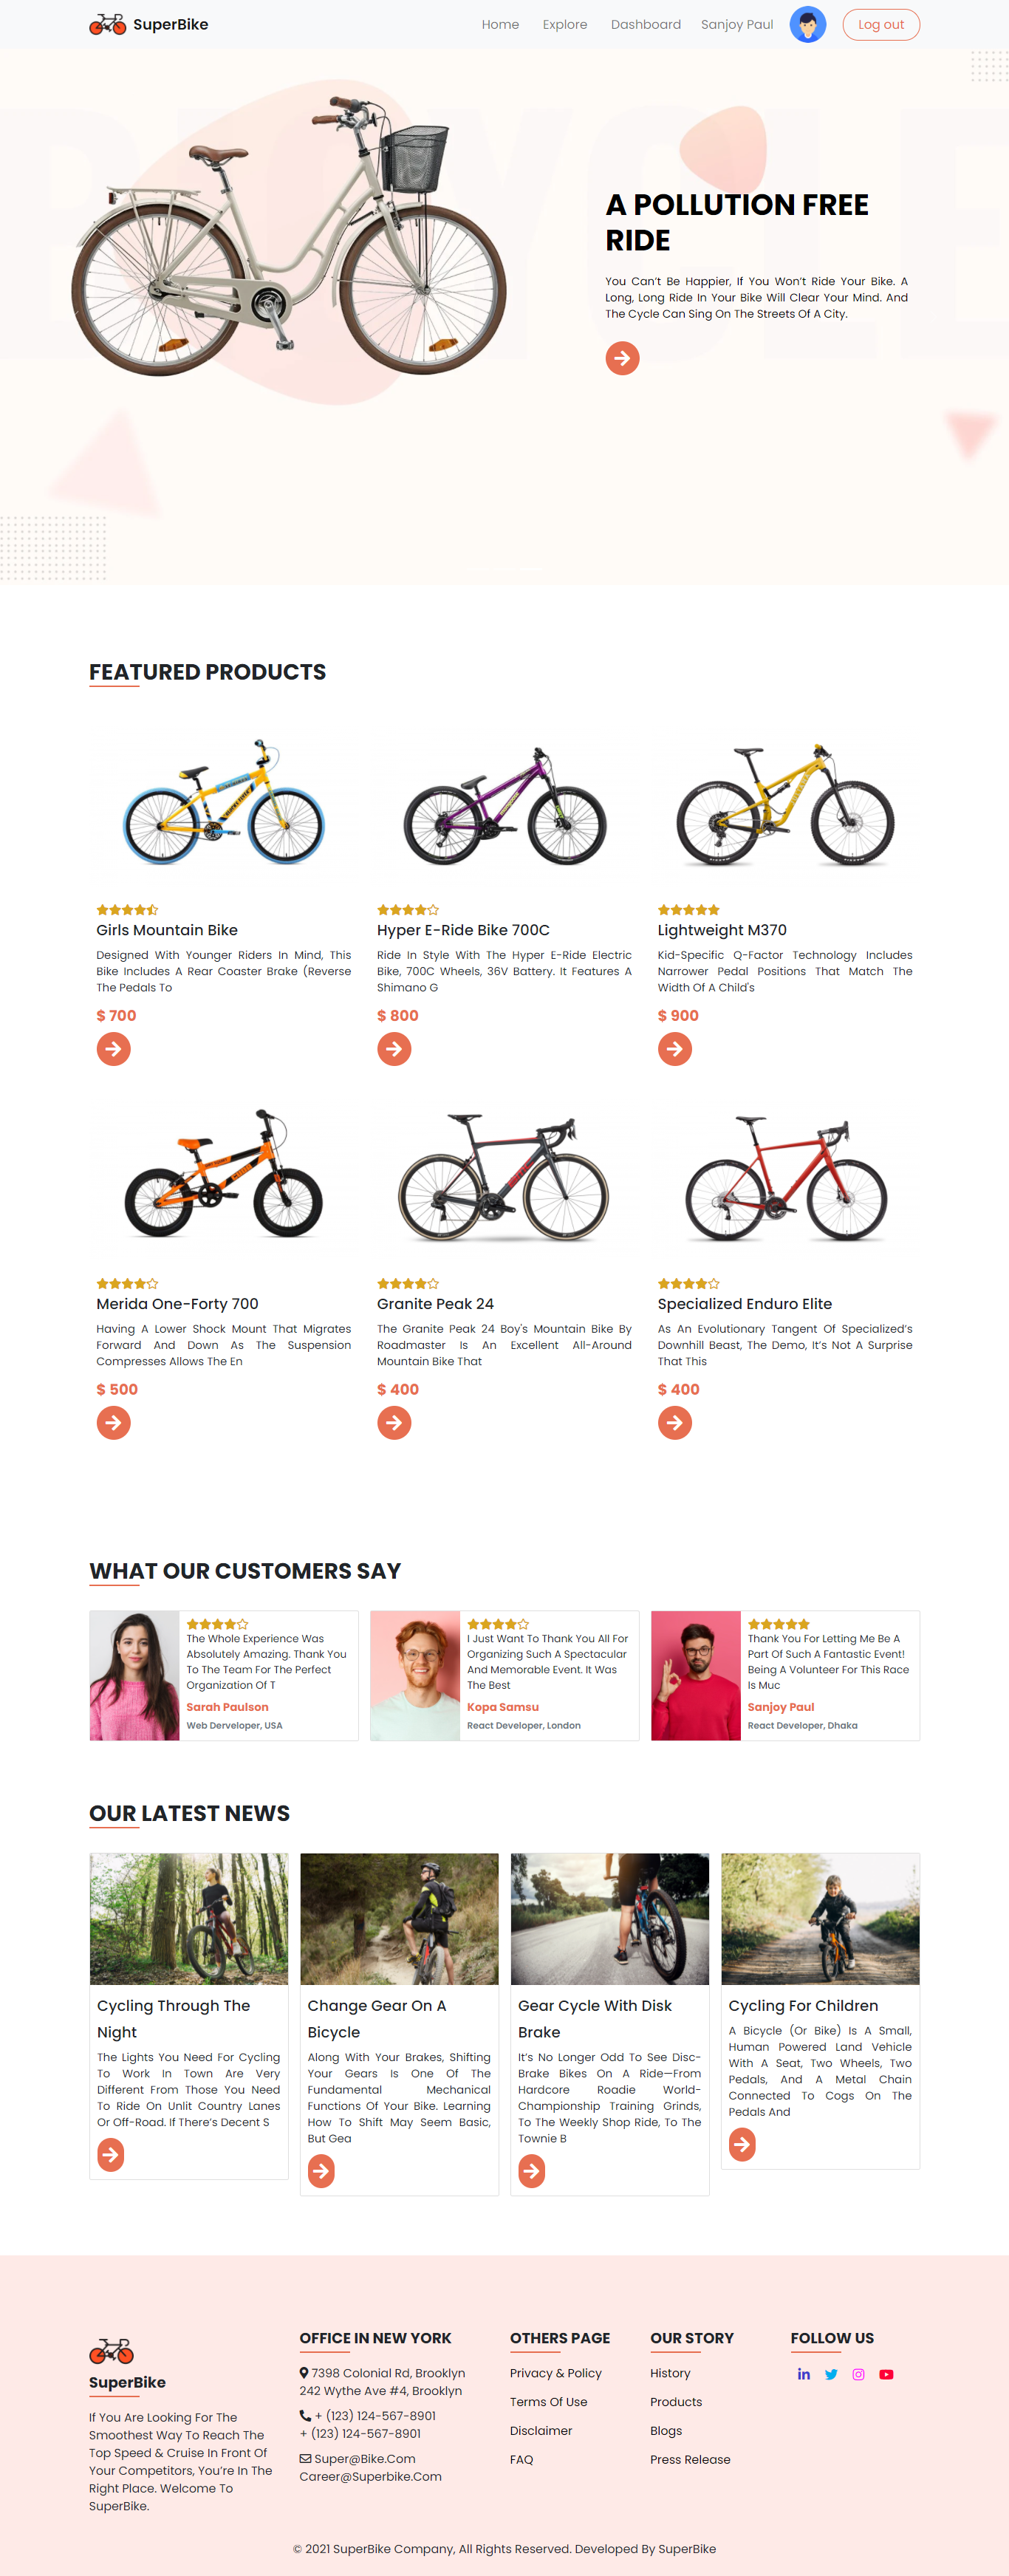 SuperBike
Home Explore Dashboard Sanjoy Paul Log out
BICYCLE
A POLLUTION FREE
RIDE
You Can't Be Happier, If You Won't Ride Your Bike. A
Long, Long Ride In Your Bike Will Clear Your Mind. And
The Cycle Can Sing On The Streets Of A City.
FEATURED PRODUCTS
Girls Mountain Bike
Designed With Younger Riders In Mind, This
Bike Includes A Rear Coaster Brake (Reverse
The Pedals To
$ 700
Hyper E-Ride Bike 700C
Ride In Style With The Hyper E-Ride Electric
Bike, 700C Wheels, 36V Battery. It Features A
Shimano G
$ 800
Lightweight M370
Kid-Specific Q-Factor Technology Includes
Narrower Pedal Positions That Match The
Width Of A Child's
$ 900
Merida One-Forty 700
Having A Lower Shock Mount That Migrates
Forward And Down As The Suspension
Compresses Allows The En
$ 500
Granite Peak 24
The Granite Peak 24 Boy's Mountain Bike By
Roadmaster Is An Excellent All-Around
Mountain Bike That
$ 400
Specialized Enduro Elite
As An Evolutionary Tangent Of Specialized's
Downhill Beast, The Demo, It's Not A Surprise
That This
$ 400
WHAT OUR CUSTOMERS SAY
The Whole Experience Was
Absolutely Amazing. Thank You
To The Team For The Perfect
Organization Of T
Sarah Paulson
Web Derveloper, USA
I Just Want To Thank You All For
Organizing Such A Spectacular
And Memorable Event. It Was
The Best
Kopa Samsu
React Developer, London
Thank You For Letting Me Be A
Part Of Such A Fantastic Event!
Being A Volunteer For This Race
Is Muc
Sanjoy Paul
React Developer, Dhaka
OUR LATEST NEWS
Cycling Through The
Night
The Lights You Need For Cycling
To Work In Town Are Very
Different From Those You Need
To Ride On Unlit Country Lanes
Or Off-Road. If There's Decent S
Change Gear On A
Bicycle
Along With Your Brakes, Shifting
Your Gears Is One Of The
Fundamental Mechanical
Functions Of Your Bike. Learning
How To Shift May Seem Basic,
But Gea
Gear Cycle With Disk
Brake
It's No Longer Odd To See Disc-
Brake Bikes On A Ride—From
Hardcore Roadie World-
Championship Training Grinds,
To The Weekly Shop Ride, To The
Townie B
Cycling For Children
A Bicycle (Or Bike) Is A Small,
Human Powered Land Vehicle
With A Seat, Two Wheels, Two
Pedals, And A Metal Chain
Connected To Cogs On The
Pedals And
SuperBike
If You Are Looking For The
Smoothest Way To Reach The
Top Speed & Cruise In Front Of
Your Competitors, You're In The
Right Place. Welcome To
SuperBike.
OFFICE IN NEW YORK
7398 Colonial Rd, Brooklyn
242 Wythe Ave #4, Brooklyn
+ (123) 124-567-8901
+ (123) 124-567-8901
Super@Bike.Com
Career@Superbike.Com
OTHERS PAGE
Privacy & Policy
Terms Of Use
Disclaimer
FAQ
OUR STORY
History
Products
Blogs
Press Release
FOLLOW US
© 2021 SuperBike Company, All Rights Reserved. Developed By SuperBike